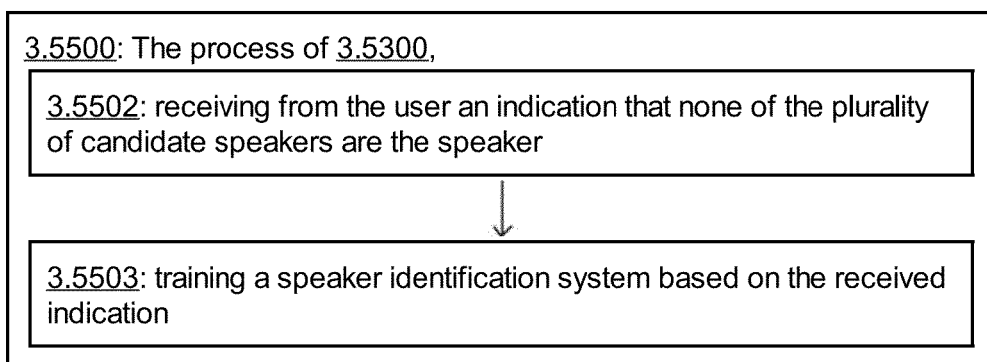 3.5500: The process of 3.5300,
3.5502: receiving from the user an indication that none of the plurality
of candidate speakers are the speaker
3.5503: training a speaker identification system based on the received
indication